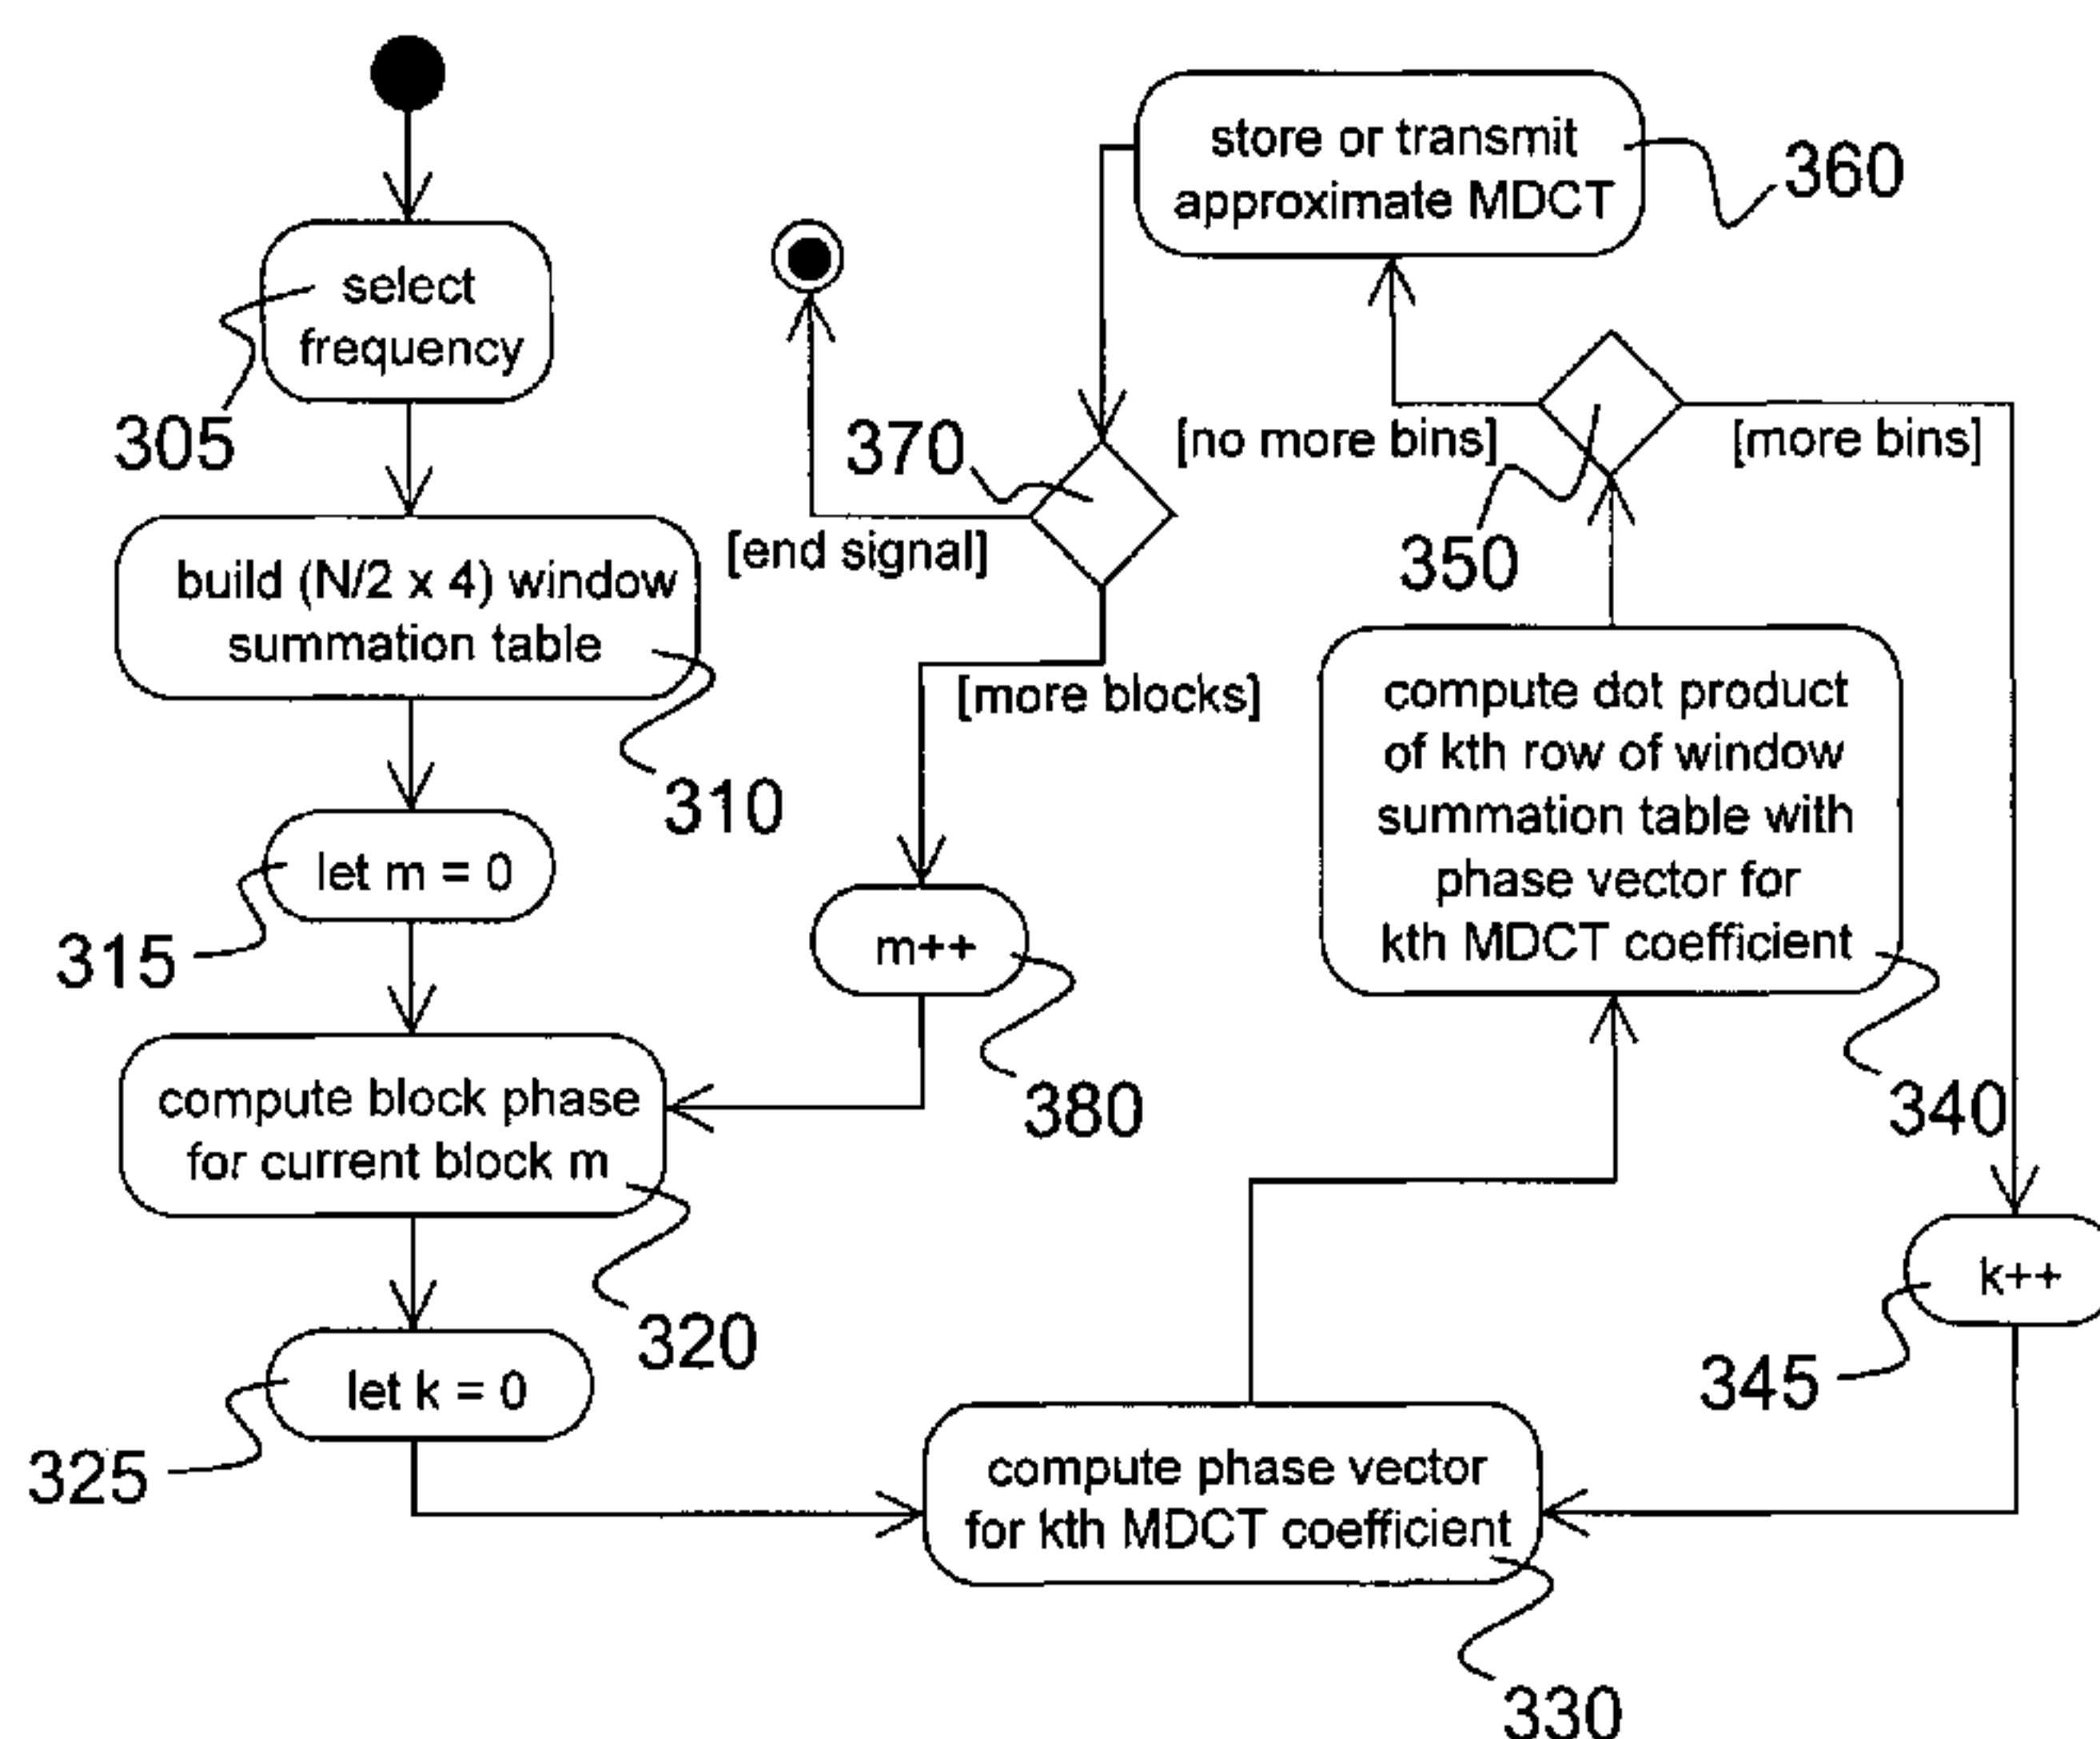 select
frequency
305
build (N/2 x 4) window
summation table
310
let m = 0
315
compute block phase
for current block m
320
let k = 0
325
compute phase vector
for kth MDCT coefficient
330
compute dot product
of kth row of window
summation table with
phase vector for
kth MDCT coefficient
340
k++
345
350
[more bins]
[no more bins]
store or transmit
approximate MDCT
360
370
[end signal]
[more blocks]
m++
380